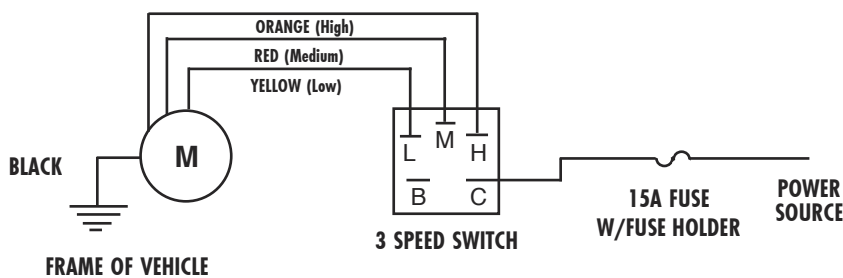 ORANGE (High)
RED (Medium)
YELLOW (Low)
M
BLACK
L
M
H
B
C
15A FUSE
W/FUSE HOLDER
POWER
SOURCE
3 SPEED SWITCH
FRAME OF VEHICLE